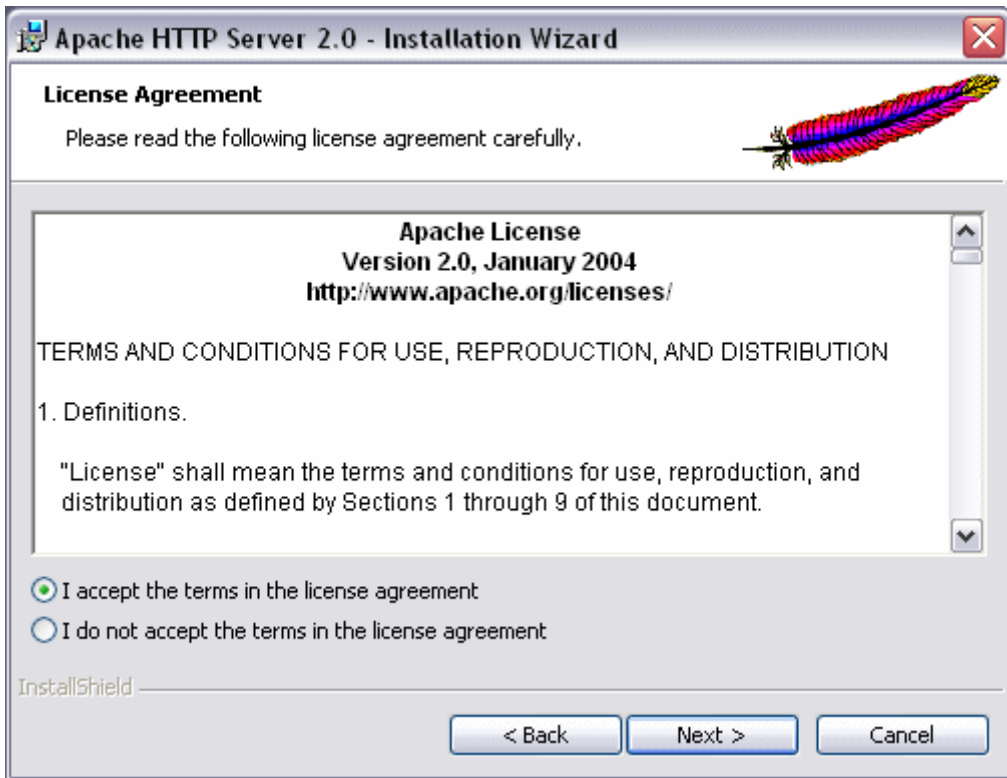 Apache HTTP Server 2.0 - Installation Wizard
License Agreement
Please read the following license agreement carefully.
Apache License
Version 2.0, January 2004
http://www.apache.org/licenses/
TERMS AND CONDITIONS FOR USE, REPRODUCTION, AND DISTRIBUTION
1. Definitions.
"License" shall mean the terms and conditions for use, reproduction, and
distribution as defined by Sections 1 through 9 of this document.
I accept the terms in the license agreement
I do not accept the terms in the license agreement
InstallShield
< Back
Next >
Cancel